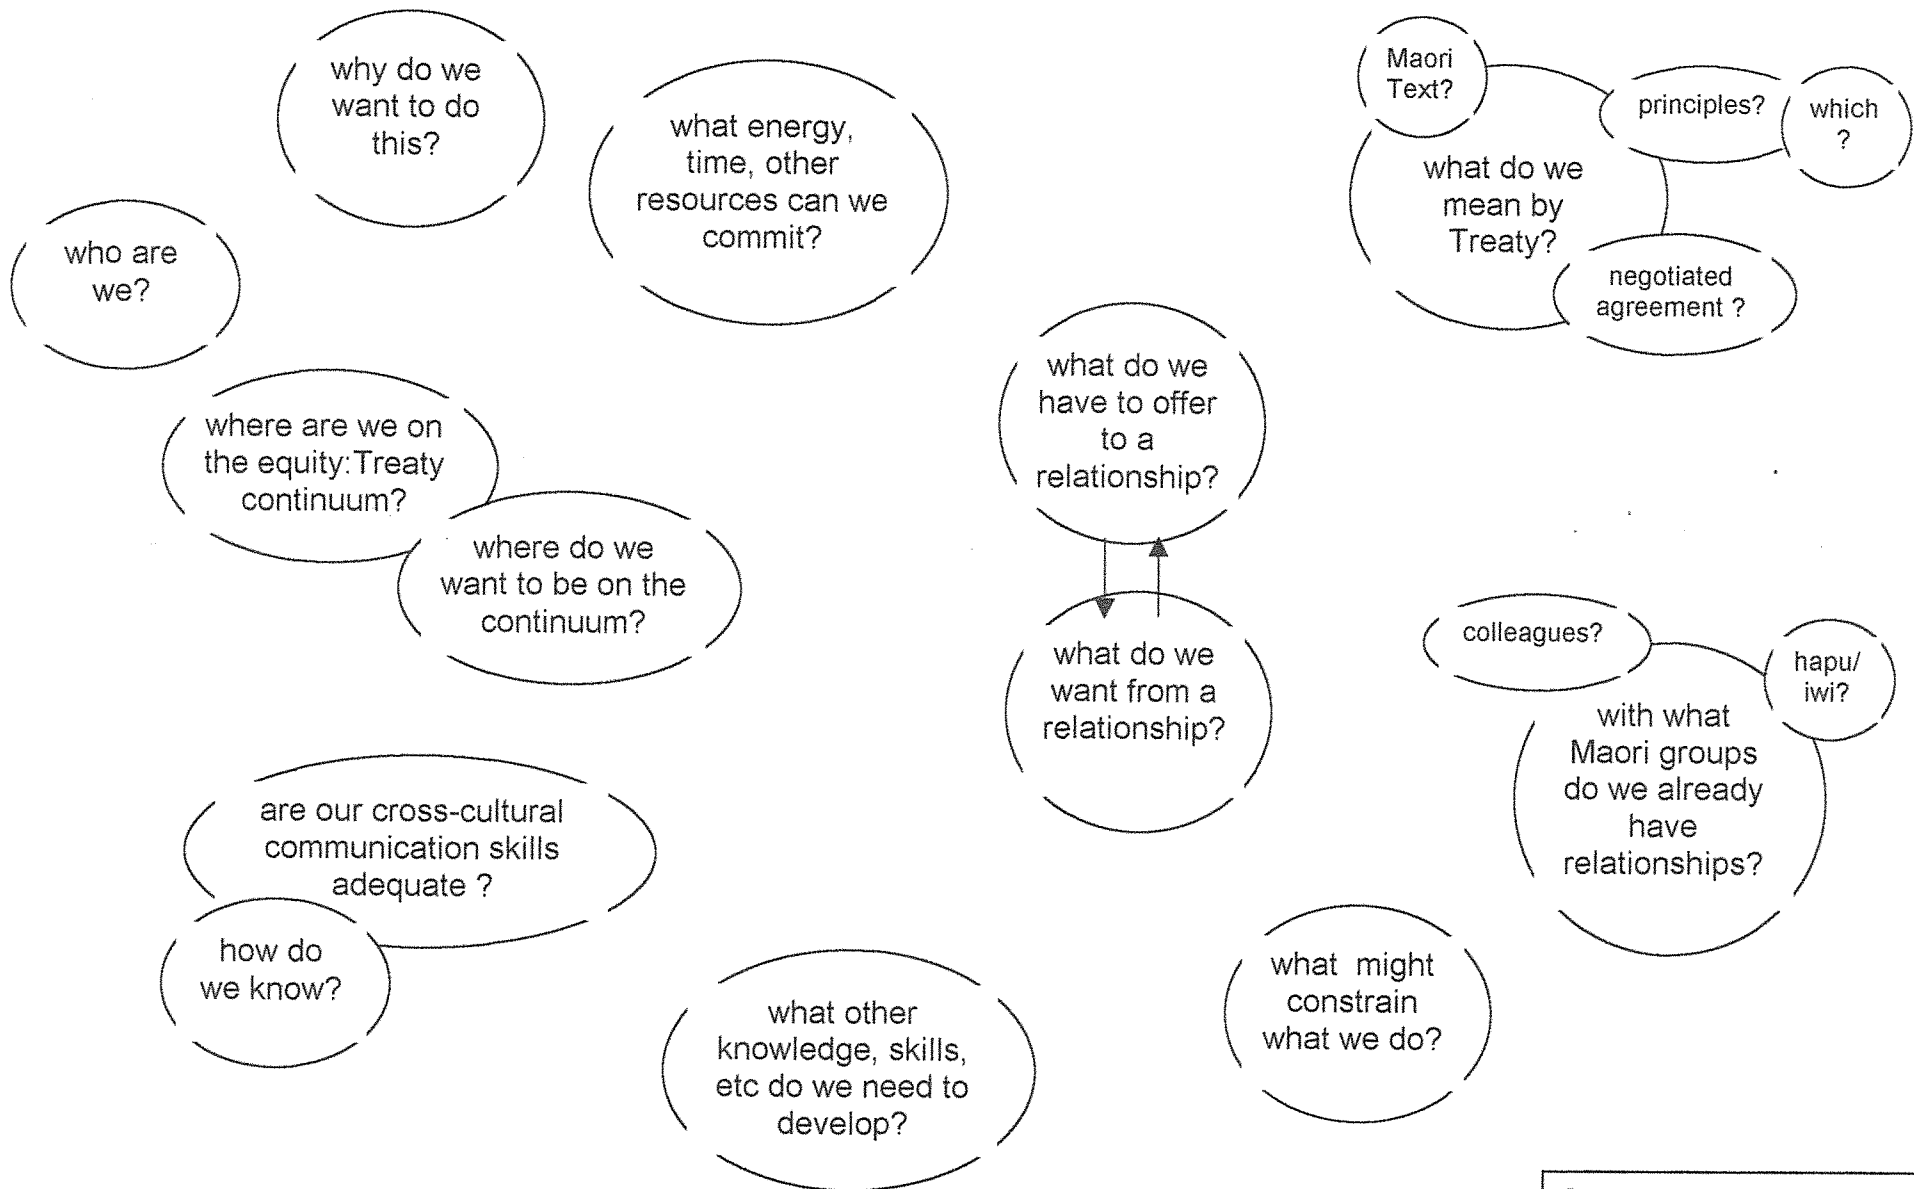 why do we
want to do
this?
what energy,
time, other
resources can we
commit?
Maori
Text?
principles?
which
?
what do we
mean by
Treaty?
negotiated
agreement ?
who are
we?
what do we
have to offer
to a
relationship?
where are we on
the equity:Treaty
continuum?
where do we
want to be on the
continuum?
what do we
want from a
relationship?
colleagues?
hapu/
iwi?
with what
Maori groups
do we already
have
relationships?
are our cross-cultural
communication skills
adequate ?
how do
we know?
what other
knowledge, skills,
etc do we need to
develop?
what might
constrain
what we do?